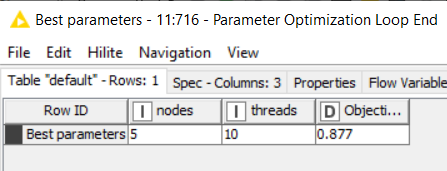 Best parameters - 11:716 - Parameter Optimization Loop End
File Edit Hilite Navigation View
Table "default" - Rows: 1 Spec - Columns: 3 Properties Flow Variable
Row ID I nodes I threads D Objecti...
Best parameters 5 10 0.877